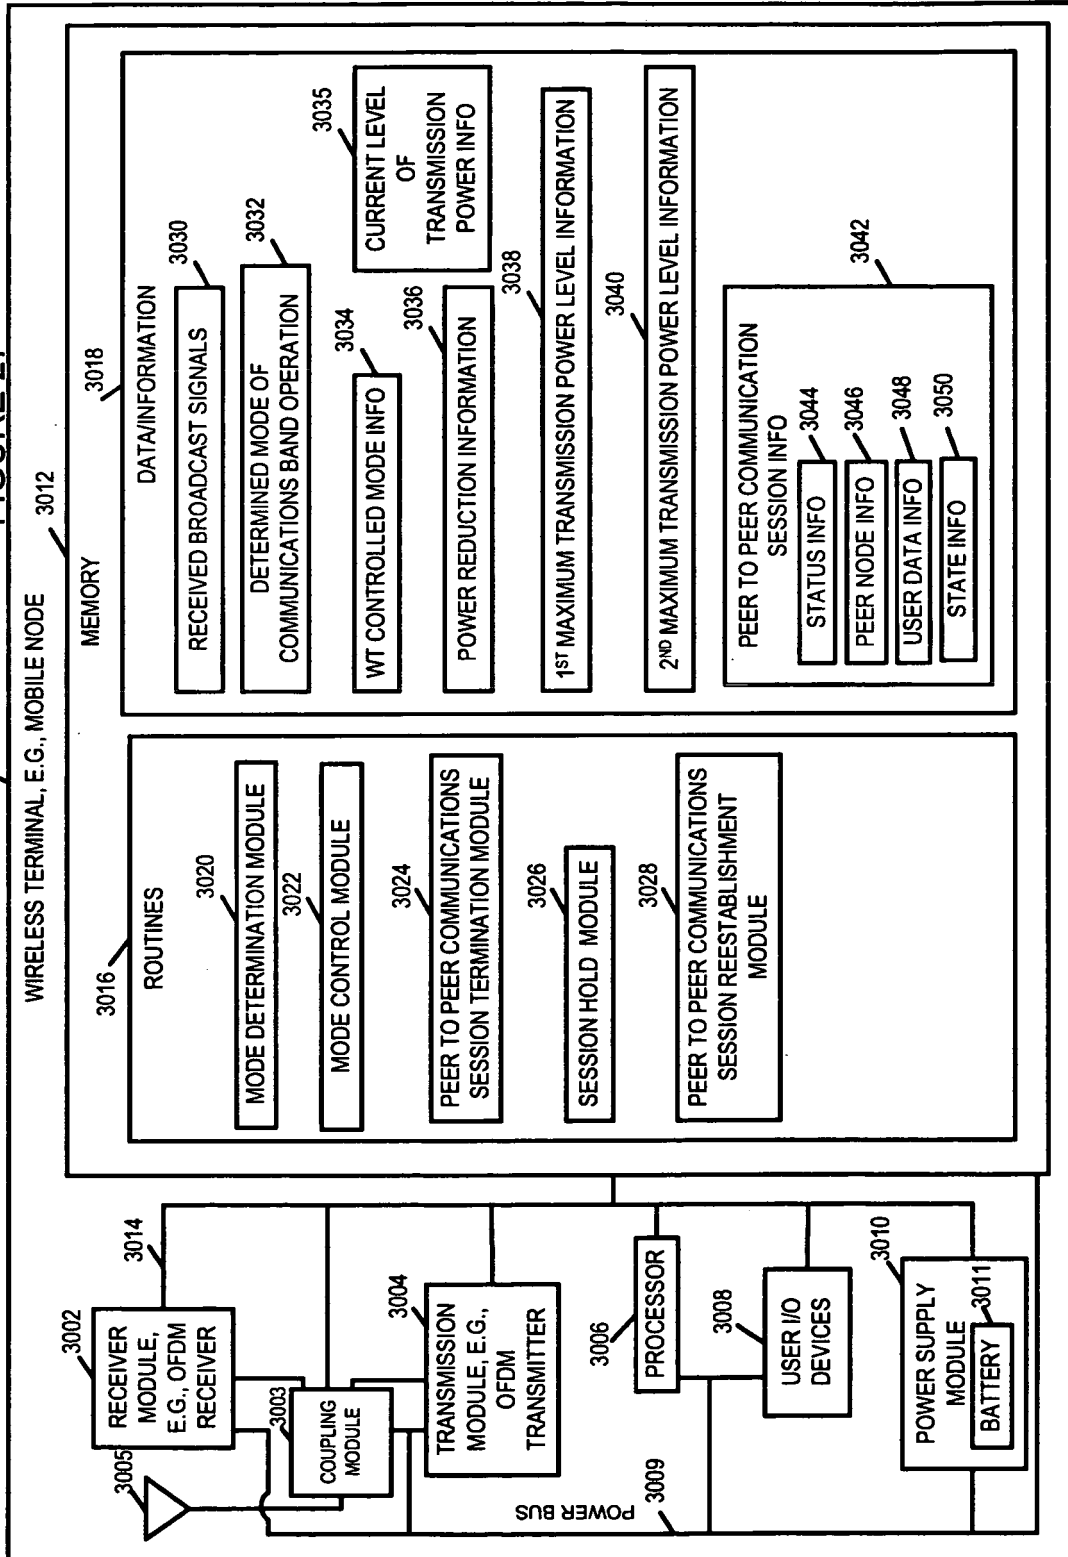 WIRELESS TERMINAL, E.G., MOBILE NODE
3012
MEMORY
3002
RECEIVER
MODULE,
E.G., OFDM
RECEIVER
3014
3005
3003
COUPLING
MODULE
3004
TRANSMISSION
MODULE, E.G.,
OFDM
TRANSMITTER
POWER BUS
3009
3006
PROCESSOR
3008
USER I/O
DEVICES
3010
POWER SUPPLY
MODULE
3011
BATTERY
3016
ROUTINES
3020
MODE DETERMINATION MODULE
3022
MODE CONTROL MODULE
3024
PEER TO PEER COMMUNICATIONS
SESSION TERMINATION MODULE
3026
SESSION HOLD MODULE
3028
PEER TO PEER COMMUNICATIONS
SESSION REESTABLISHMENT
MODULE
3018
DATA/INFORMATION
3030
RECEIVED BROADCAST SIGNALS
3032
DETERMINED MODE OF
COMMUNICATIONS BAND OPERATION
3034
WT CONTROLLED MODE INFO
3035
CURRENT LEVEL
OF
TRANSMISSION
POWER INFO
3036
POWER REDUCTION INFORMATION
3038
1ST MAXIMUM TRANSMISSION POWER LEVEL INFORMATION
3040
2ND MAXIMUM TRANSMISSION POWER LEVEL INFORMATION
3042
PEER TO PEER COMMUNICATION
SESSION INFO
3044
STATUS INFO
3046
PEER NODE INFO
3048
USER DATA INFO
3050
STATE INFO